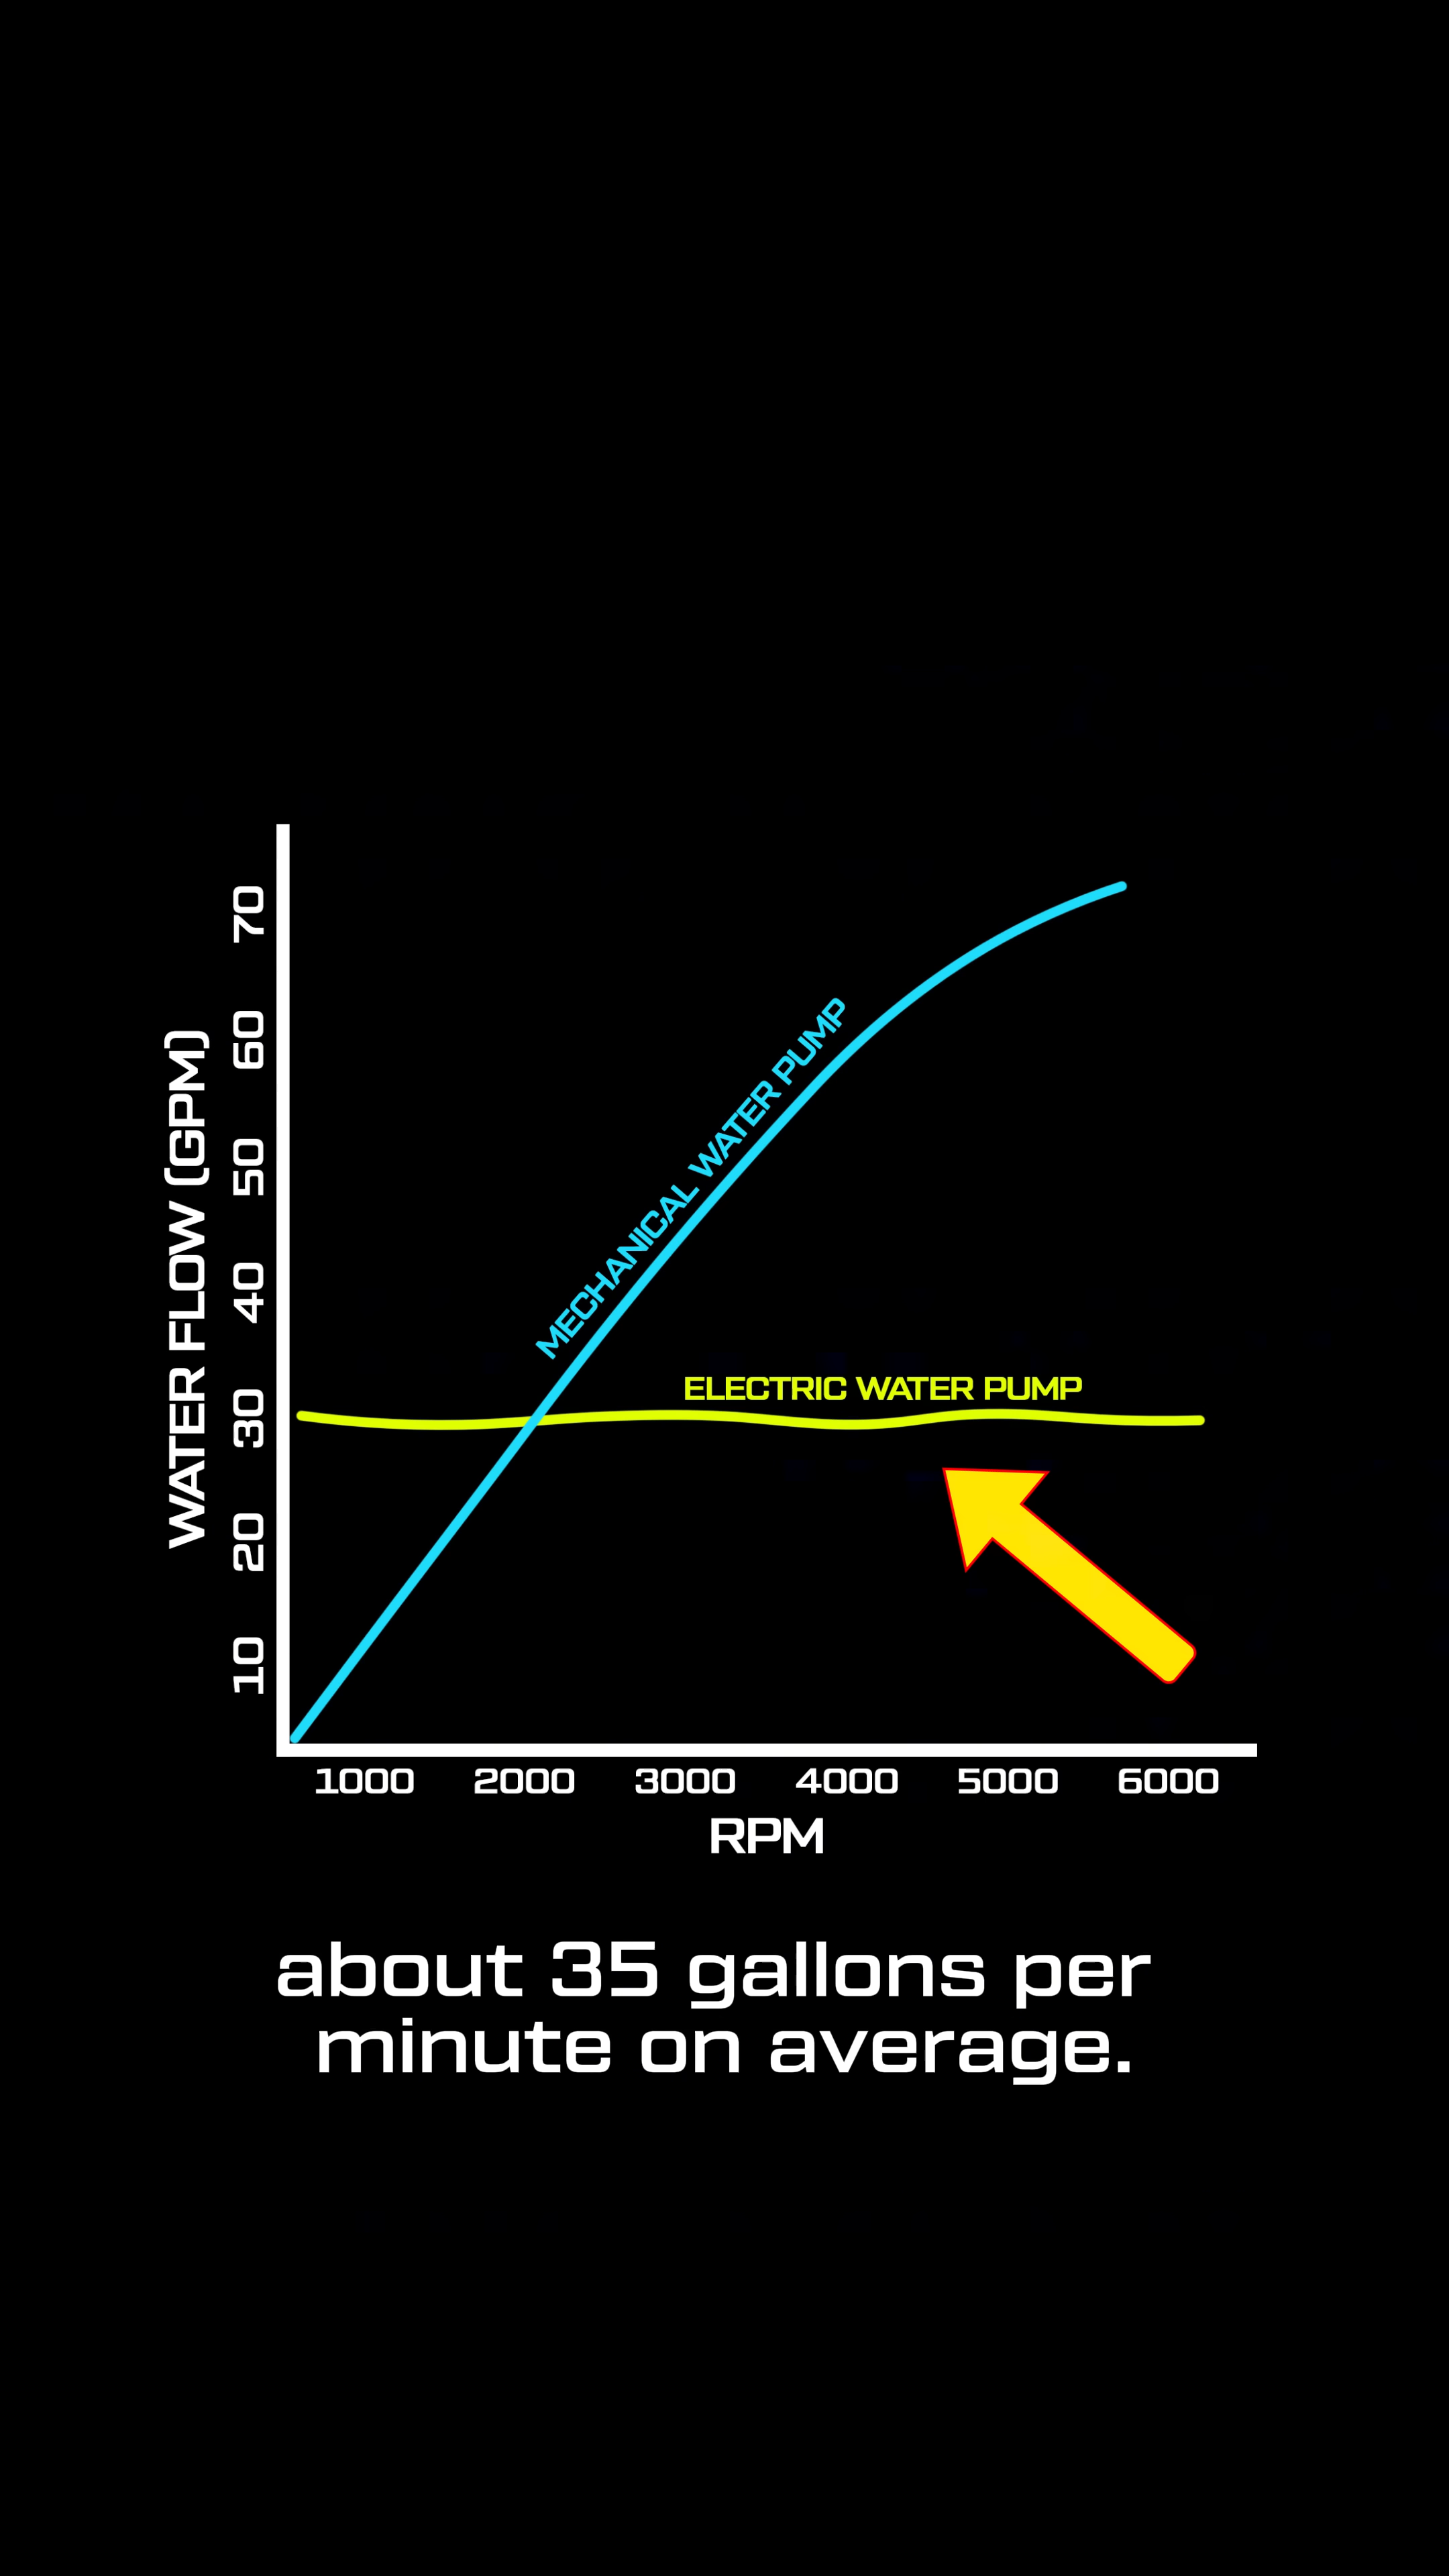 WATER FLOW (GPM)
70
60
50
40
30
20
10
MECHANICAL WATER PUMP
ELECTRIC WATER PUMP
1000 2000 3000 4000 5000 6000
RPM
about 35 gallons per
minute on average.